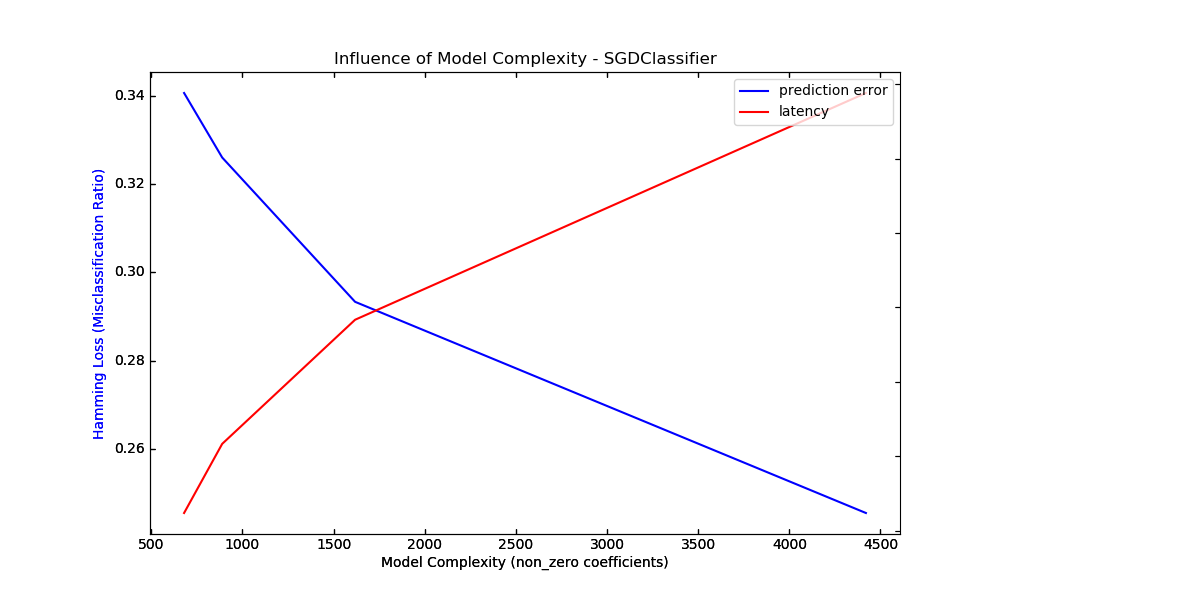 Influence of Model Complexity - SGDClassifier
prediction error
latency
0.34
0.32
0.30
0.28
0.26
Hamming Loss (Misclassification Ratio)
500 1000 1500 2000 2500 3000 3500 4000 4500
Model Complexity (non_zero coefficients)